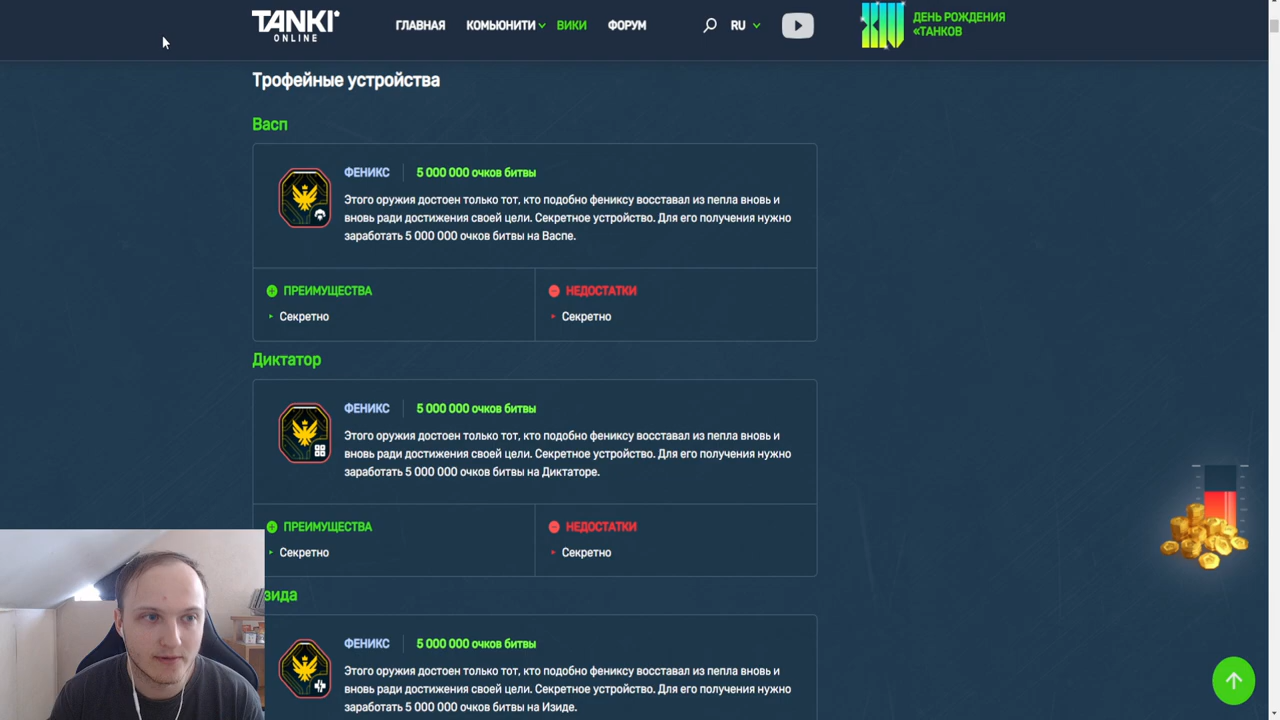 TANKI
ONLINE
ГЛАВНАЯ
КОМЬЮНИТИ
ВИКИ
ФОРУМ
RU
XIV
ДЕНЬ РОЖДЕНИЯ
«ТАНКОВ
Трофейные устройства
Васп
ФЕНИКС
5 000 000 очков битвы
Этого оружия достоен только тот, кто подобно фениксу восставал из пепла вновь и
вновь ради достижения своей цели. Секретное устройство. Для его получения нужно
заработать 5 000 000 очков битвы на Васпе.
ПРЕИМУЩЕСТВА
Секретно
НЕДОСТАТКИ
Секретно
Диктатор
ФЕНИКС
5 000 000 очков битвы
Этого оружия достоен только тот, кто подобно фениксу восставал из пепла вновь и
вновь ради достижения своей цели. Секретное устройство. Для его получения нужно
заработать 5 000 000 очков битвы на Диктаторе.
ПРЕИМУЩЕСТВА
Секретно
НЕДОСТАТКИ
Секретно
зида
ФЕНИКС
5 000 000 очков битвы
Этого оружия достоен только тот, кто подобно фениксу восставал из пепла вновь и
вновь ради достижения своей цели. Секретное устройство. Для его получения нужно
заработать 5 000 000 очков битвы на Изиде.